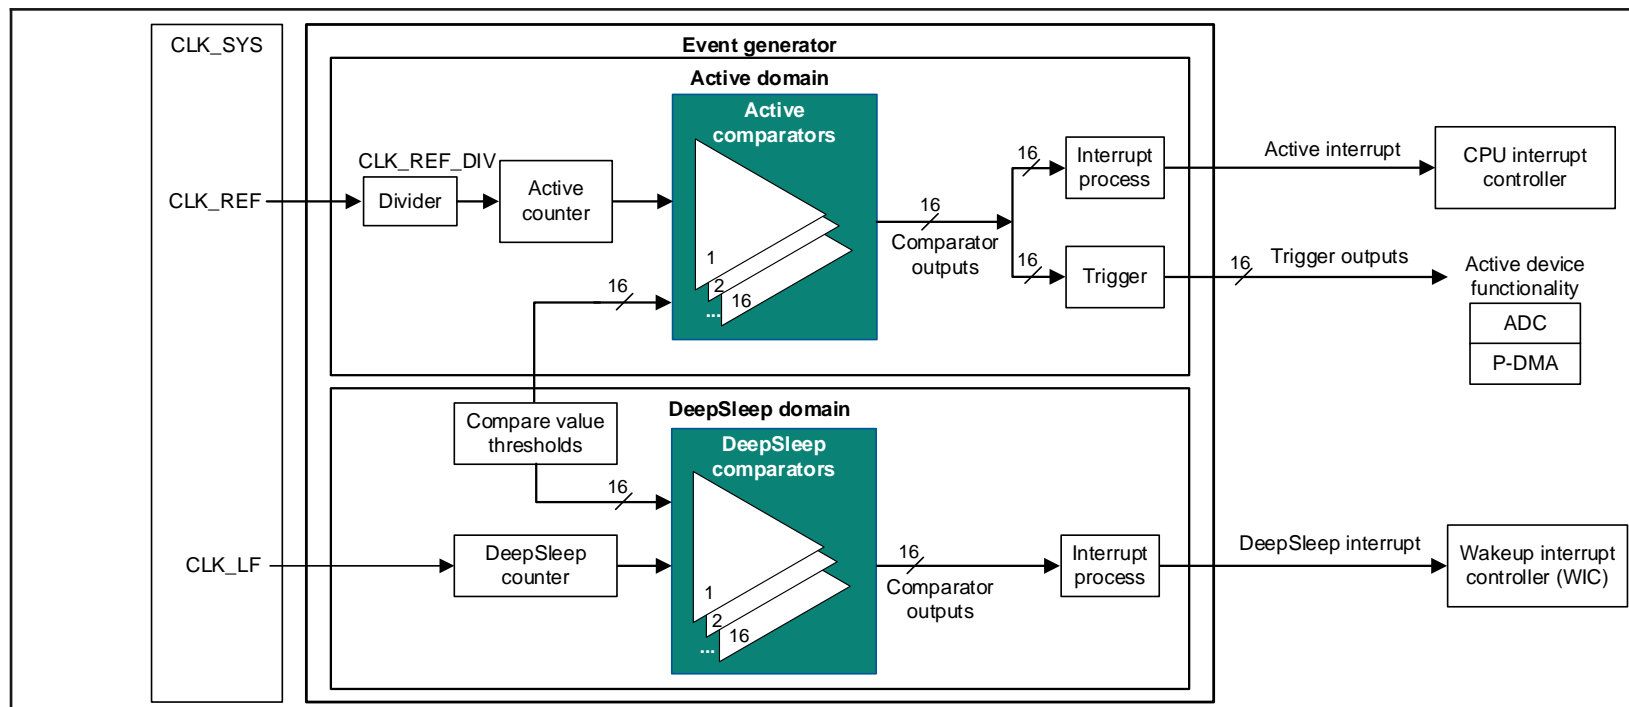 CLK_SYS
Event generator
Active domain
Active
comparators
CLK_REF_DIV
CLK_REF
Divider
Active
counter
1
2
16
...
16
16
Comparator
outputs
16
Interrupt
process
Active interrupt
CPU interrupt
controller
16
Trigger
16
Trigger outputs
Active device
functionality
ADC
P-DMA
Compare value
thresholds
DeepSleep domain
DeepSleep
comparators
16
CLK_LF
DeepSleep
counter
1
2
16
...
16
Comparator
outputs
Interrupt
process
DeepSleep interrupt
Wakeup interrupt
controller (WIC)